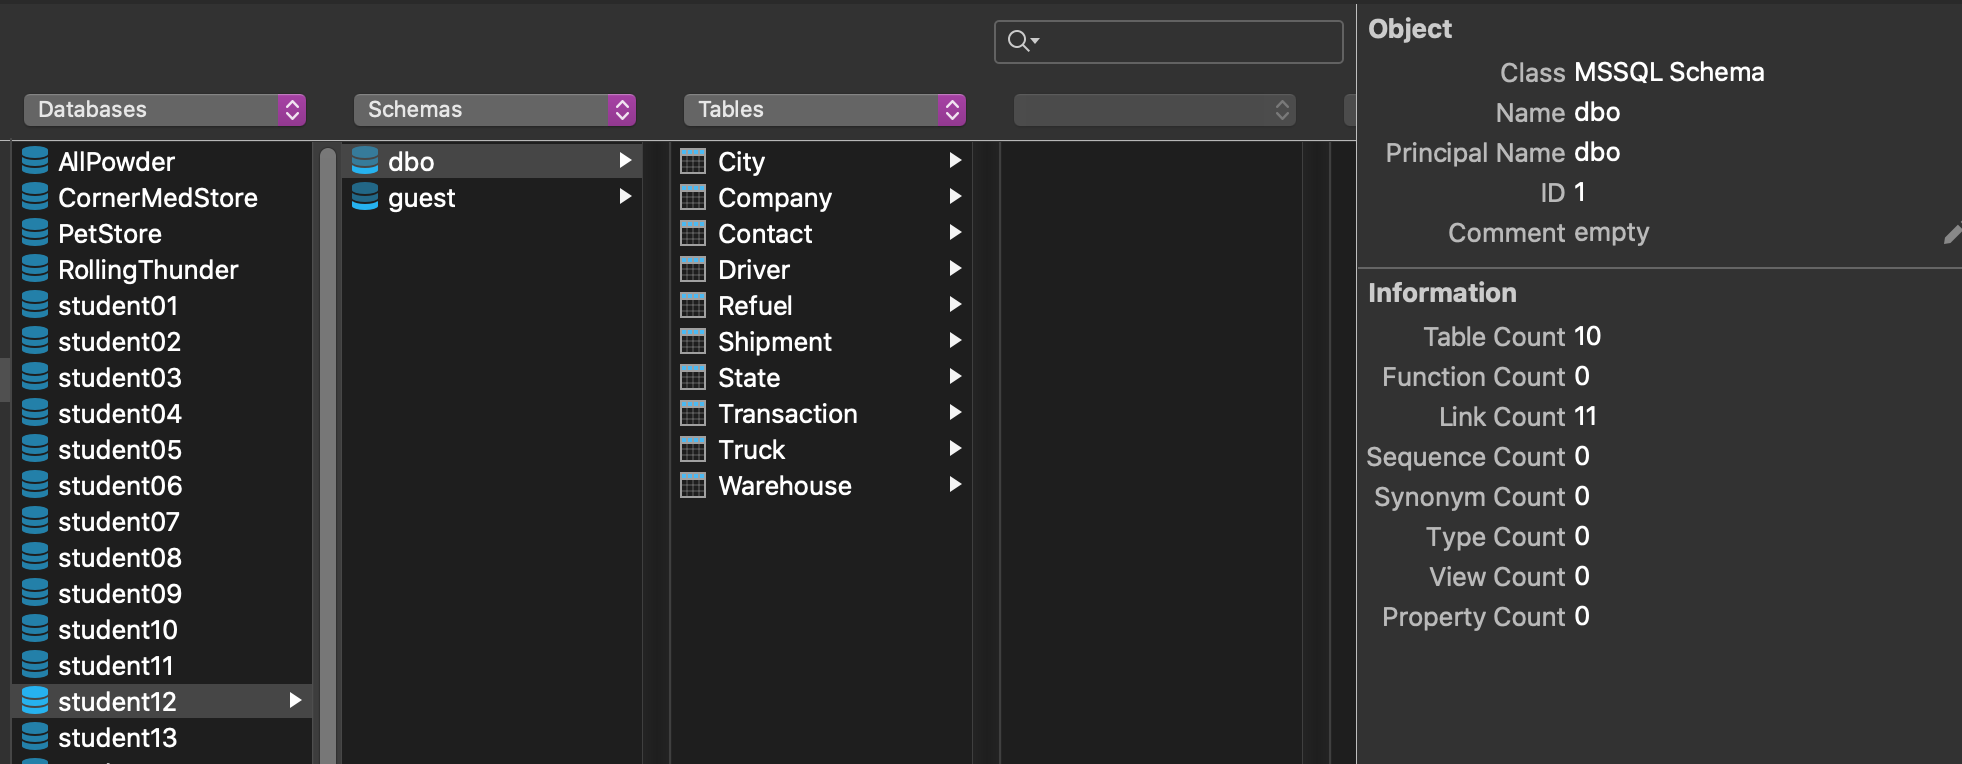 Databases
Schemas
Tables
AllPowder
CornerMedStore
PetStore
RollingThunder
student01
student02
student03
student04
student05
student06
student07
student08
student09
student10
student11
student12
student13
dbo
guest
City
Company
Contact
Driver
Refuel
Shipment
State
Transaction
Truck
Warehouse
Object
Class MSSQL Schema
Name dbo
Principal Name dbo
ID 1
Comment empty
Information
Table Count 10
Function Count 0
Link Count 11
Sequence Count 0
Synonym Count 0
Type Count 0
View Count 0
Property Count 0